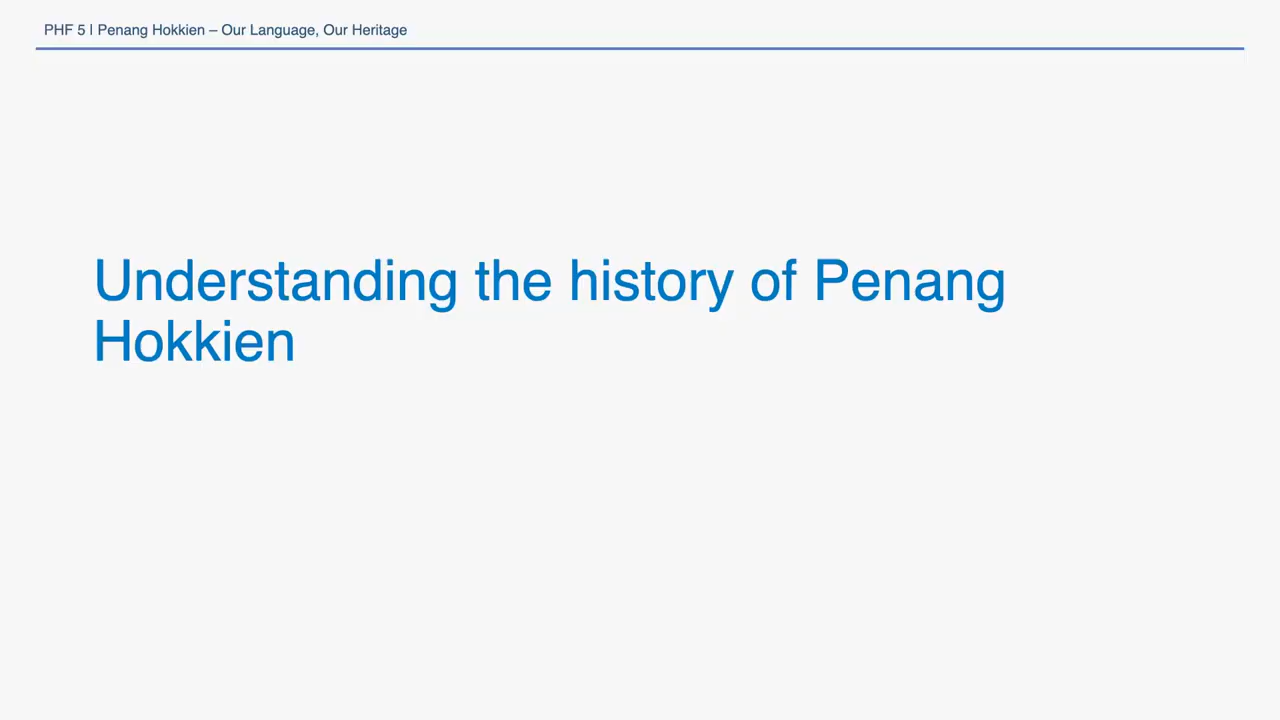 PHF 5 | Penang Hokkien – Our Language, Our Heritage
Understanding the history of Penang
Hokkien